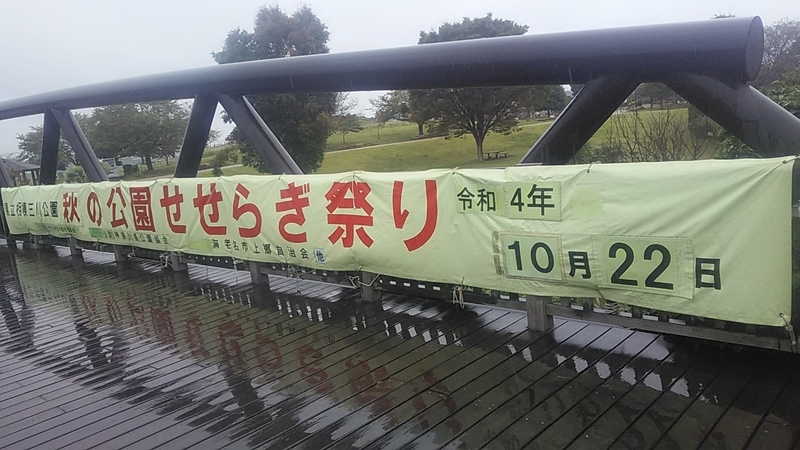 県立相模三川公園
秋の公園せせらぎ祭り
海老名市上郷自治会 他
令和 4年
10月22日